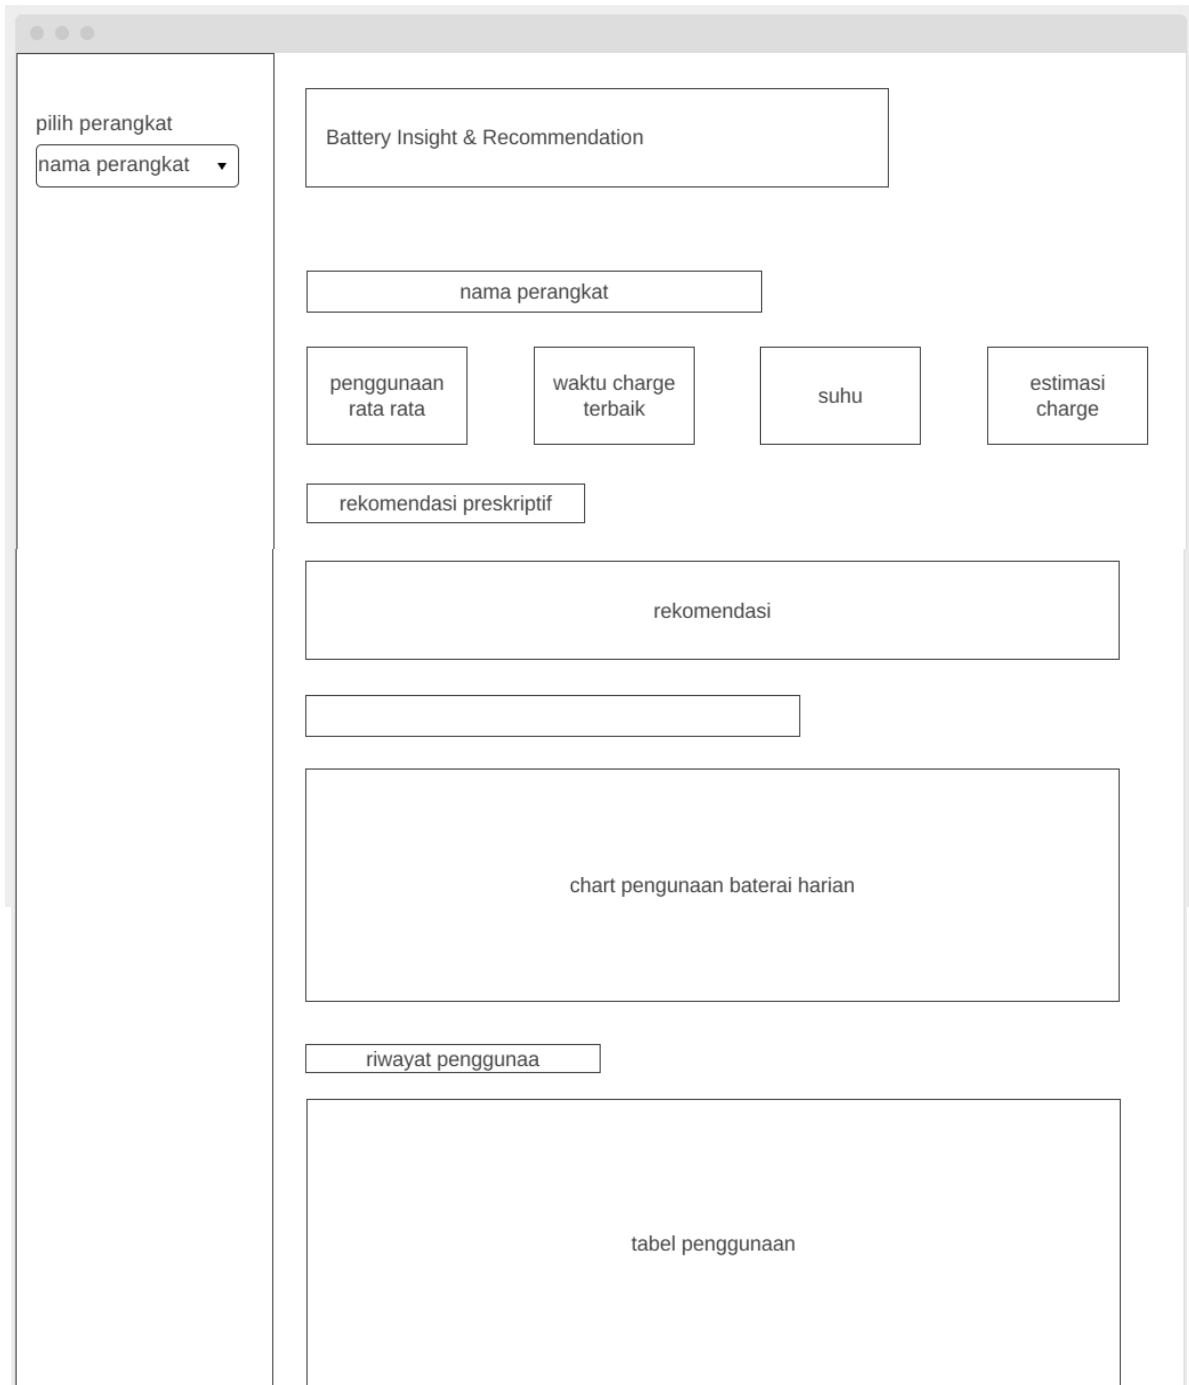 pilih perangkat
nama perangkat
Battery Insight & Recommendation
nama perangkat
penggunaan
rata rata
waktu charge
terbaik
suhu
estimasi
charge
rekomendasi preskriptif
rekomendasi
chart pengunaan baterai harian
riwayat penggunaa
tabel penggunaan